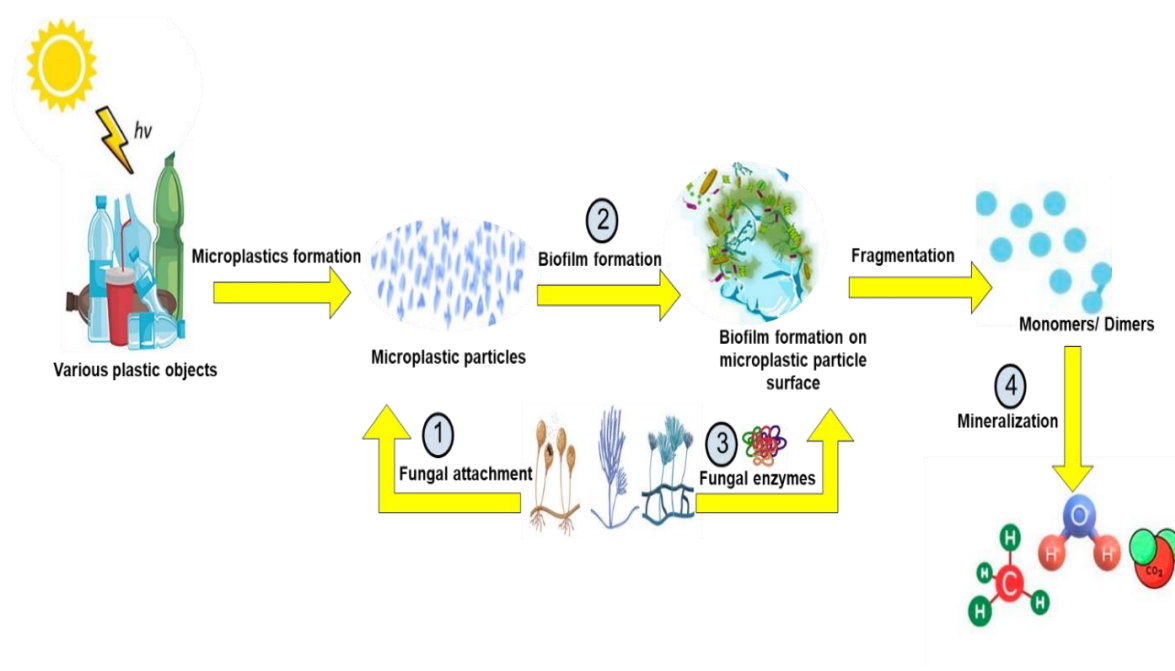 hv
Microplastics formation
Various plastic objects
Microplastic particles
2
Biofilm formation
Biofilm formation on
microplastic particle
surface
Fragmentation
Monomers/ Dimers
1
Fungal attachment
3
Fungal enzymes
4
Mineralization
H
H
C
H
H
O
H
H
CO₂